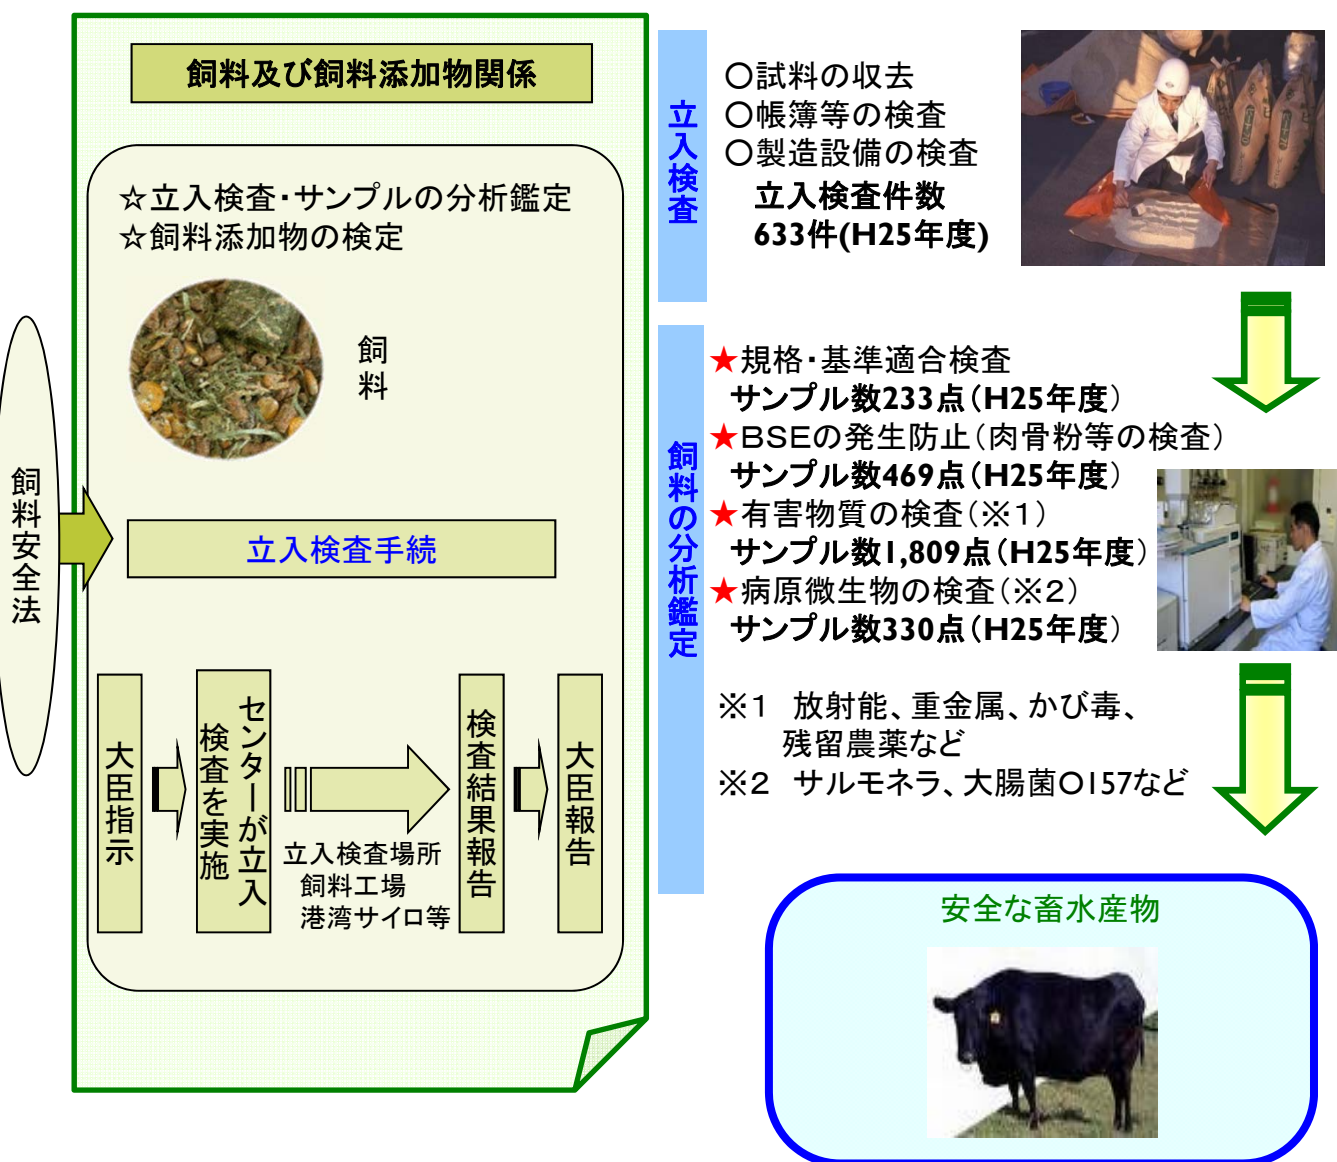 飼料及び飼料添加物関係
☆立入検査・サンプルの分析鑑定
☆飼料添加物の検定
飼料
飼料安全法
立入検査手続
大臣指示
センターが立入
検査を実施
立入検査場所
飼料工場
港湾サイロ等
検査結果報告
大臣報告
立入検査
○試料の収去
○帳簿等の検査
○製造設備の検査
立入検査件数
633件(H25年度)
飼料の分析鑑定
★規格・基準適合検査
サンプル数233点(H25年度)
★BSEの発生防止(肉骨粉等の検査)
サンプル数469点(H25年度)
★有害物質の検査(※1)
サンプル数1,809点(H25年度)
★病原微生物の検査(※2)
サンプル数330点(H25年度)
※1 放射能、重金属、かび毒、
残留農薬など
※2 サルモネラ、大腸菌O157など
安全な畜水産物